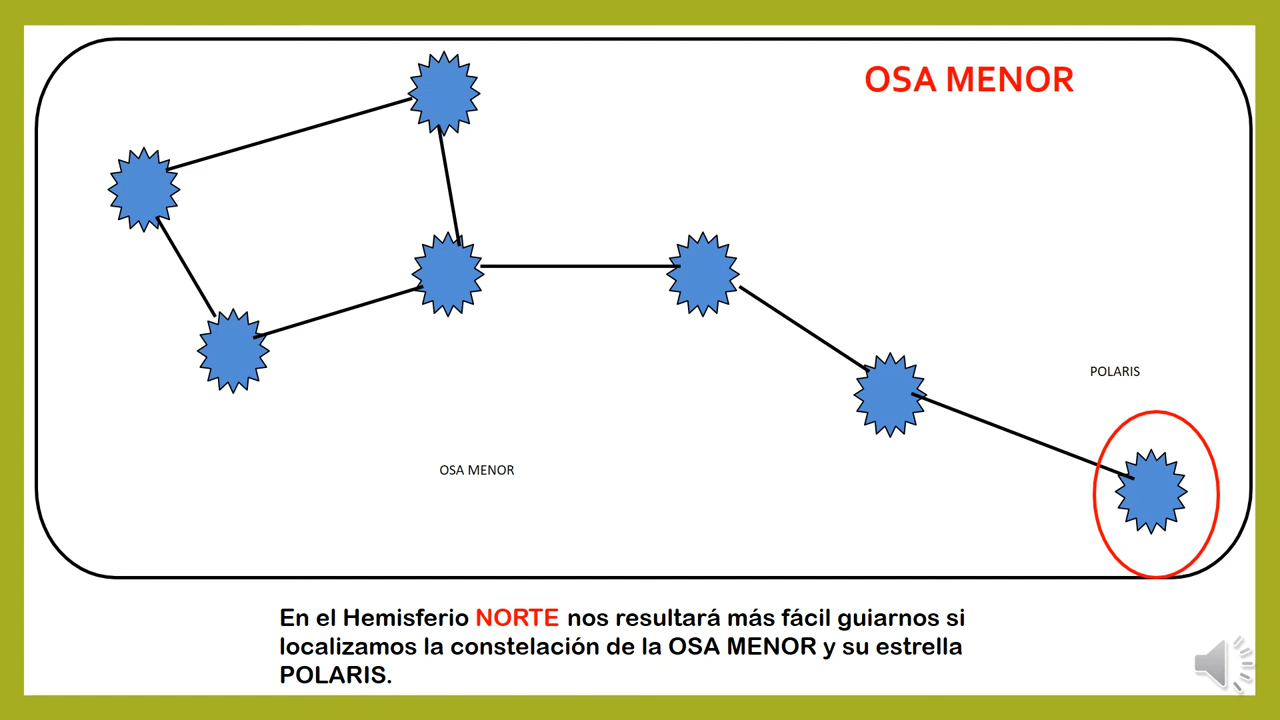 OSA MENOR
POLARIS
OSA MENOR
En el Hemisferio NORTE nos resultará más fácil guiarnos si
localizamos la constelación de la OSA MENOR y su estrella
POLARIS.